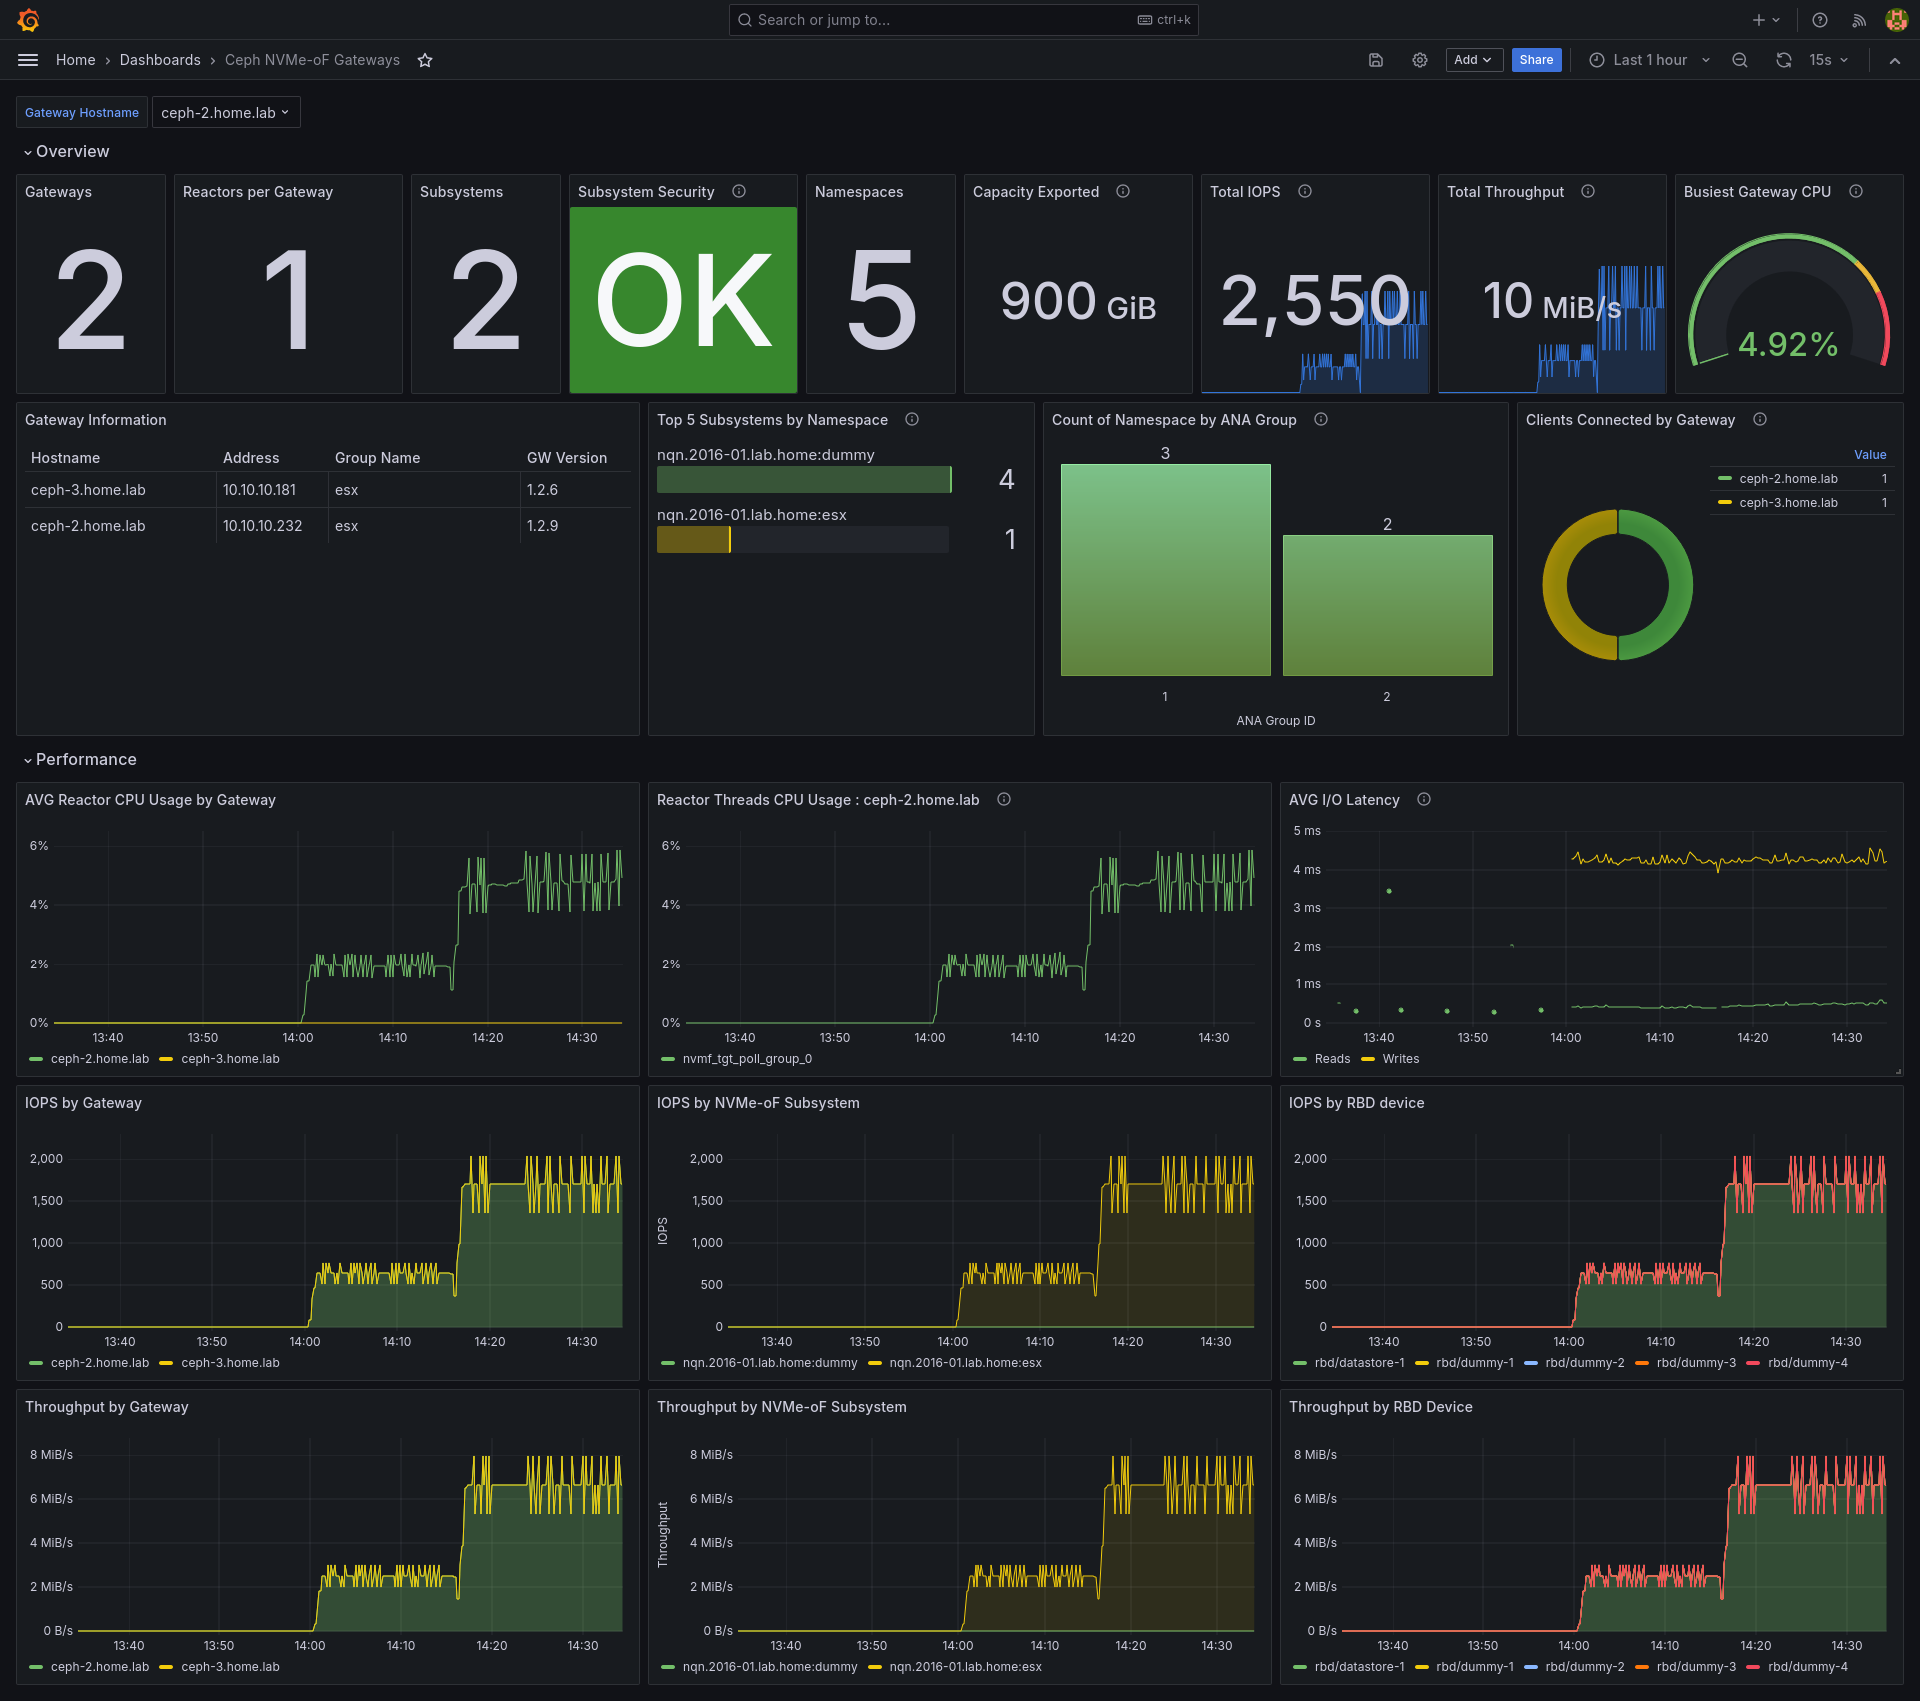 Search or jump to... ctrl+k
Home › Dashboards › Ceph NVMe-oF Gateways Add Share Last 1 hour 15s
Gateway Hostname ceph-2.home.lab
Overview
Gateways
2
Reactors per Gateway
1
Subsystems
2
Subsystem Security
OK
Namespaces
5
Capacity Exported
900 GiB
Total IOPS
2,550
Total Throughput
10 MiB/s
Busiest Gateway CPU
4.92%
Gateway Information
Hostname Address Group Name GW Version
ceph-3.home.lab 10.10.10.181 esx 1.2.6
ceph-2.home.lab 10.10.10.232 esx 1.2.9
Top 5 Subsystems by Namespace
nqn.2016-01.lab.home:dummy
4
nqn.2016-01.lab.home:esx
1
Count of Namespace by ANA Group
3
2
1 2
ANA Group ID
Clients Connected by Gateway
Value
ceph-2.home.lab 1
ceph-3.home.lab 1
Performance
AVG Reactor CPU Usage by Gateway
6%
4%
2%
0%
13:40 13:50 14:00 14:10 14:20 14:30
ceph-2.home.lab ceph-3.home.lab
Reactor Threads CPU Usage : ceph-2.home.lab
6%
4%
2%
0%
13:40 13:50 14:00 14:10 14:20 14:30
nvmf_tgt_poll_group_0
AVG I/O Latency
5 ms
4 ms
3 ms
2 ms
1 ms
0 s
13:40 13:50 14:00 14:10 14:20 14:30
Reads Writes
IOPS by Gateway
2,000
1,500
1,000
500
0
13:40 13:50 14:00 14:10 14:20 14:30
ceph-2.home.lab ceph-3.home.lab
IOPS by NVMe-oF Subsystem
IOPS
2,000
1,500
1,000
500
0
13:40 13:50 14:00 14:10 14:20 14:30
nqn.2016-01.lab.home:dummy nqn.2016-01.lab.home:esx
IOPS by RBD device
2,000
1,500
1,000
500
0
13:40 13:50 14:00 14:10 14:20 14:30
rbd/datastore-1 rbd/dummy-1 rbd/dummy-2 rbd/dummy-3 rbd/dummy-4
Throughput by Gateway
8 MiB/s
6 MiB/s
4 MiB/s
2 MiB/s
0 B/s
13:40 13:50 14:00 14:10 14:20 14:30
ceph-2.home.lab ceph-3.home.lab
Throughput by NVMe-oF Subsystem
Throughput
8 MiB/s
6 MiB/s
4 MiB/s
2 MiB/s
0 B/s
13:40 13:50 14:00 14:10 14:20 14:30
nqn.2016-01.lab.home:dummy nqn.2016-01.lab.home:esx
Throughput by RBD Device
8 MiB/s
6 MiB/s
4 MiB/s
2 MiB/s
0 B/s
13:40 13:50 14:00 14:10 14:20 14:30
rbd/datastore-1 rbd/dummy-1 rbd/dummy-2 rbd/dummy-3 rbd/dummy-4